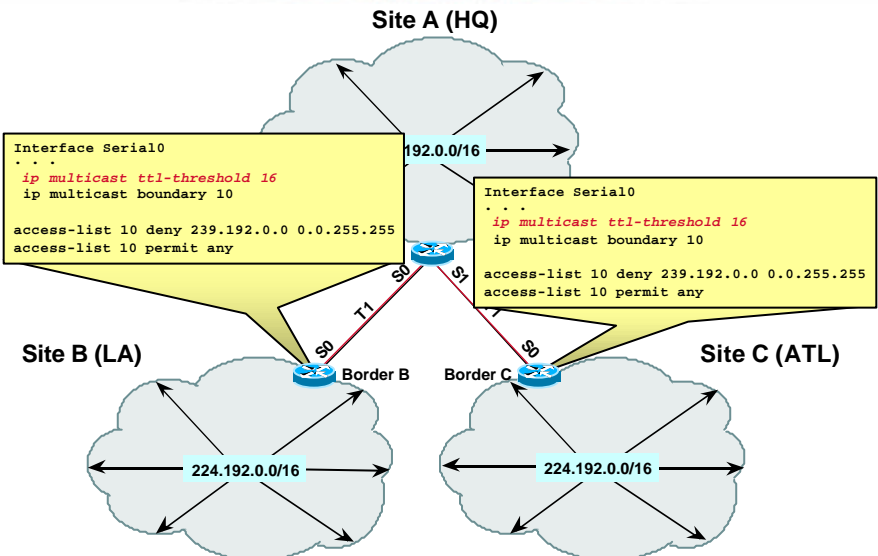 Site A (HQ)
192.0.0/16
Interface Serial0
. . .
ip multicast ttl-threshold 16
ip multicast boundary 10
access-list 10 deny 239.192.0.0 0.0.255.255
access-list 10 permit any
Interface Serial0
. . .
ip multicast ttl-threshold 16
ip multicast boundary 10
access-list 10 deny 239.192.0.0 0.0.255.255
access-list 10 permit any
S0
S1
T1
S0
S0
Site B (LA)
Border B
Border C
Site C (ATL)
224.192.0.0/16
224.192.0.0/16